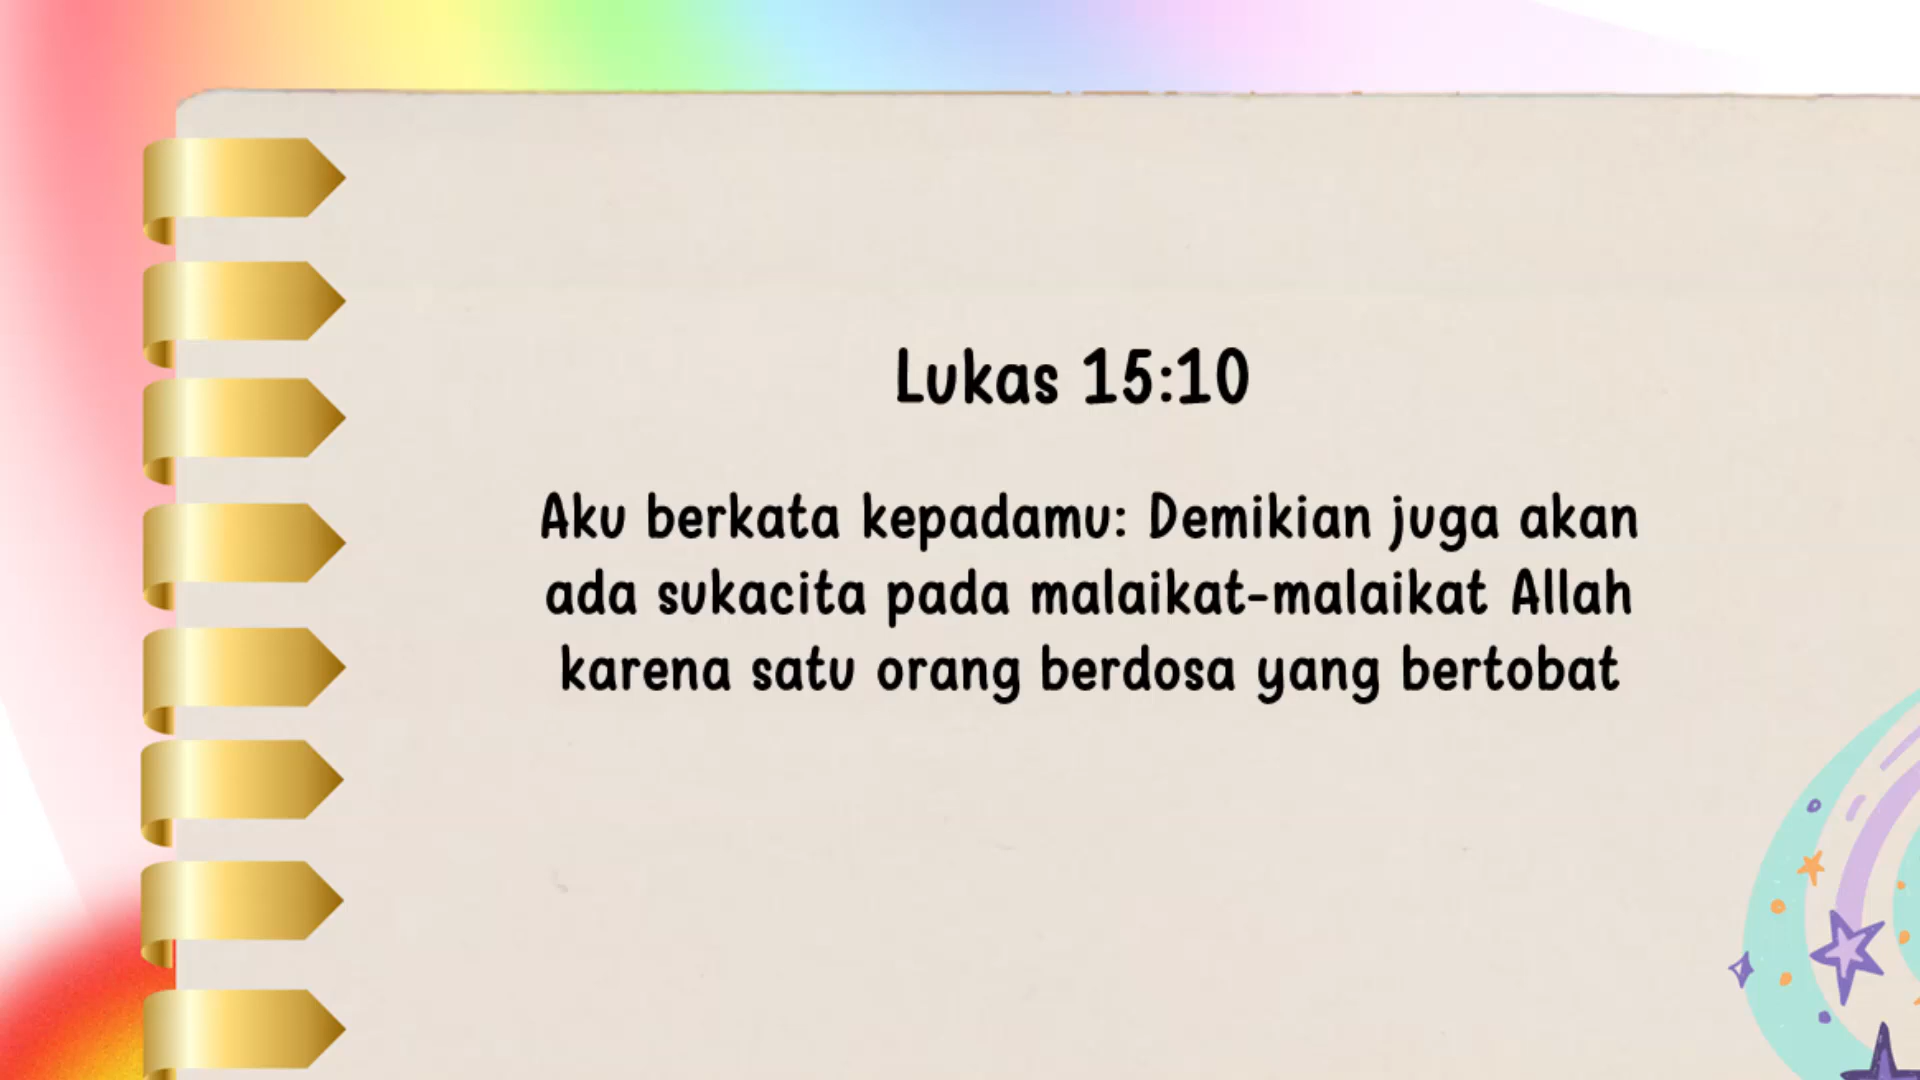 Lukas 15:10
Aku berkata kepadamu: Demikian juga akan
ada sukacita pada malaikat-malaikat Allah
karena satu orang berdosa yang bertobat